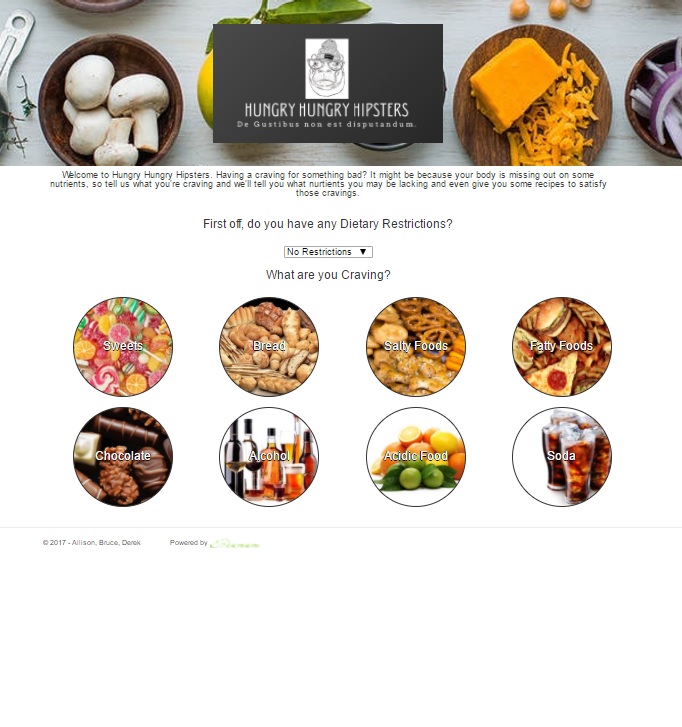 HUNGRY HUNGRY HIPSTERS
De Gustibus non est disputandum.
Welcome to Hungry Hungry Hipsters. Having a craving for something bad? It might be because your body is missing out on some
nutrients, so tell us what you're craving and we'll tell you what nurtients you may be lacking and even give you some recipes to satisfy
those cravings.
First off, do you have any Dietary Restrictions?
No Restrictions ▼
What are you Craving?
Sweets
Bread
Salty Foods
Fatty Foods
Chocolate
Alcohol
Acidic Food
Soda
© 2017 - Allison, Bruce, Derek
Powered by